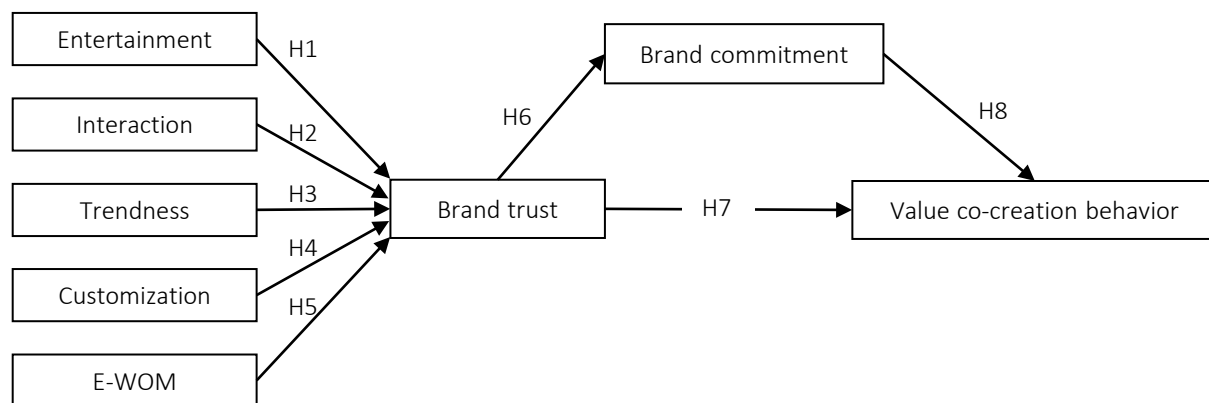 Entertainment
H1
Brand commitment
Interaction
H2
H6
H8
Trendness
H3
Brand trust
H7
Value co-creation behavior
H4
Customization
H5
E-WOM